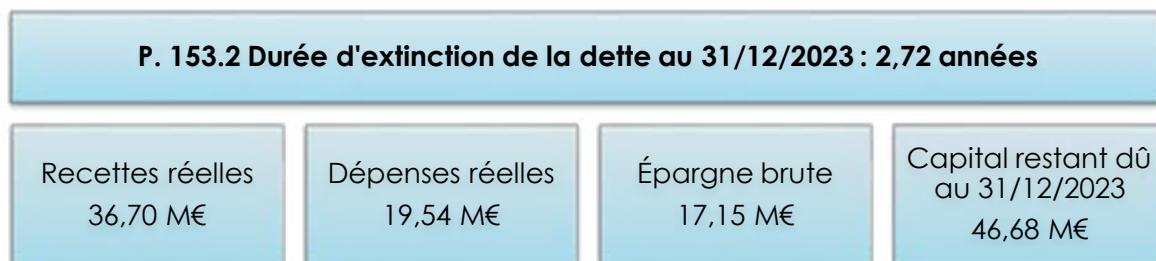 P. 153.2 Durée d'extinction de la dette au 31/12/2023 : 2,72 années
Recettes réelles
36,70 M€
Dépenses réelles
19,54 M€
Épargne brute
17,15 M€
Capital restant dû
au 31/12/2023
46,68 M€